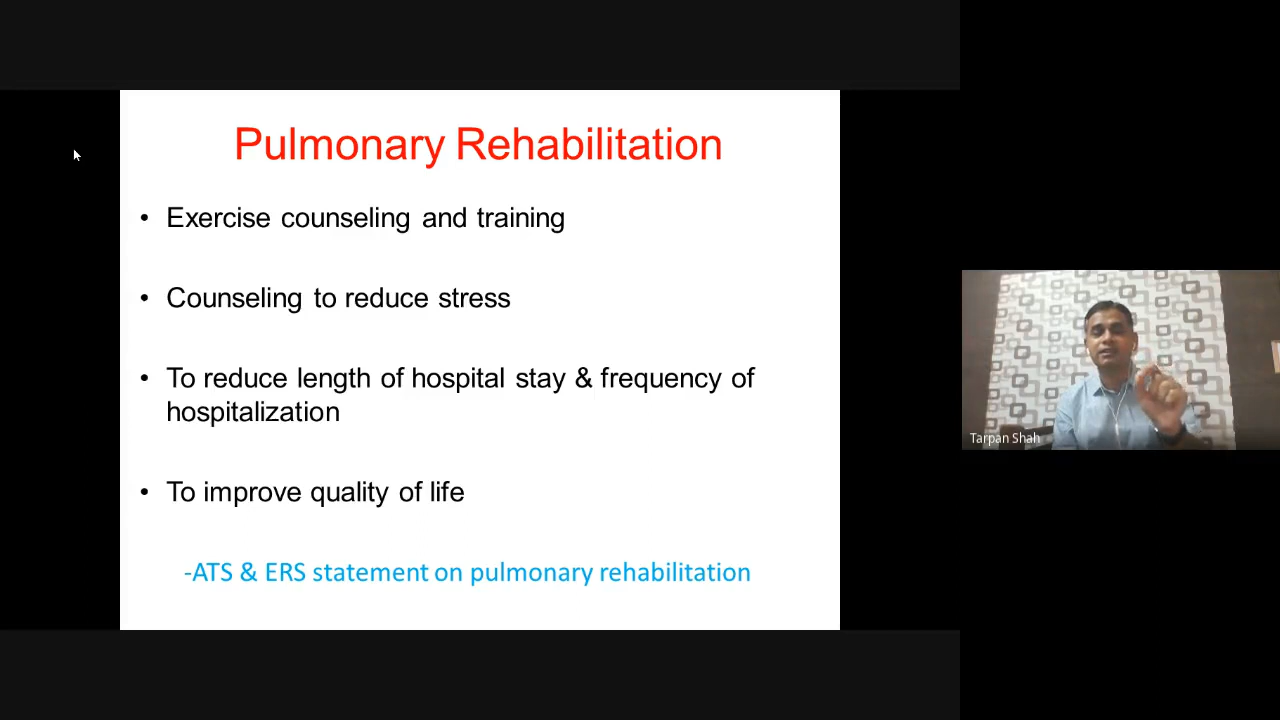 Pulmonary Rehabilitation
• Exercise counseling and training
• Counseling to reduce stress
• To reduce length of hospital stay & frequency of
hospitalization
• To improve quality of life
-ATS & ERS statement on pulmonary rehabilitation
Tarpan Shah